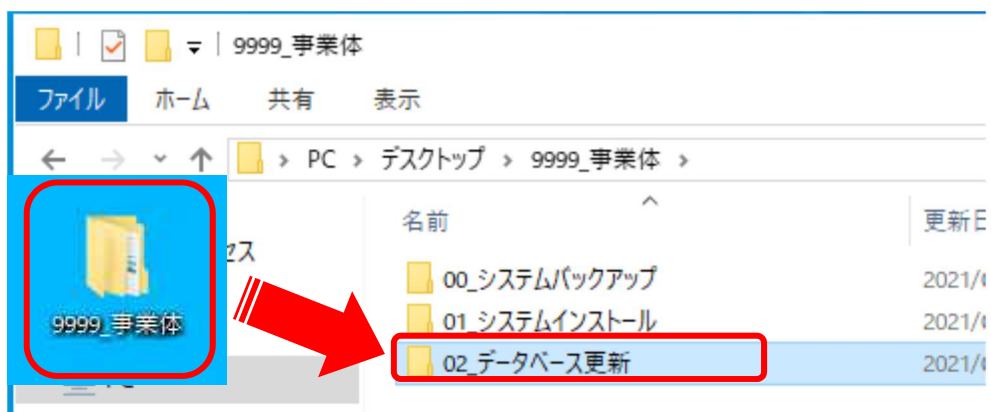 9999_事業体
ファイル ホーム 共有 表示
PC > デスクトップ > 9999_事業体 >
名前 更新日
セス
00_システムバックアップ 2021/
01_システムインストール 2021/
9999_事業体
02_データベース更新 2021/